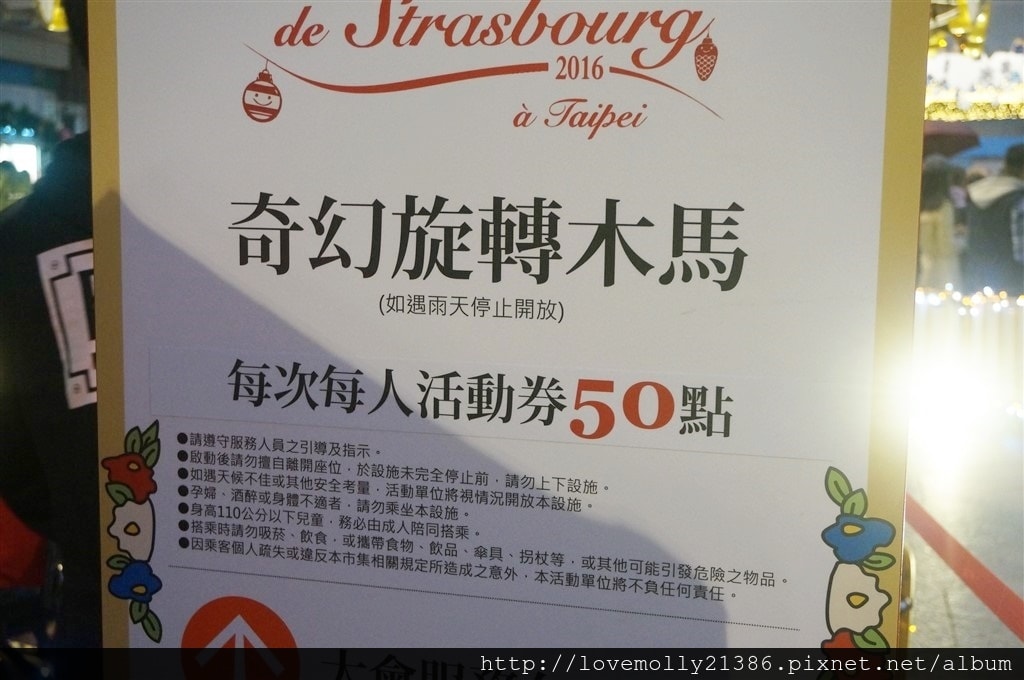 de Strasbourg
2016
à Taipei
奇幻旋轉木馬
(如遇雨天停止開放)
每次每人活動券50點
●請遵守服務人員之引導及指示。
●啟動後請勿擅自離開座位，於設施未完全停止前，請勿上下設施。
●如遇天候不佳或其他安全考量，活動單位將視情況開放本設施。
●孕婦、酒醉或身體不適者，請勿乘坐本設施。
●身高110公分以下兒童，務必由成人陪同搭乘。
●搭乘時請勿吸菸、飲食，或攜帶食物、飲品、傘具、拐杖等，或其他可能引發危險之物品。
●因乘客個人疏失或違反本市集相關規定所造成之意外，本活動單位將不負任何責任。
http://lovemolly21386.pixnet.net/album